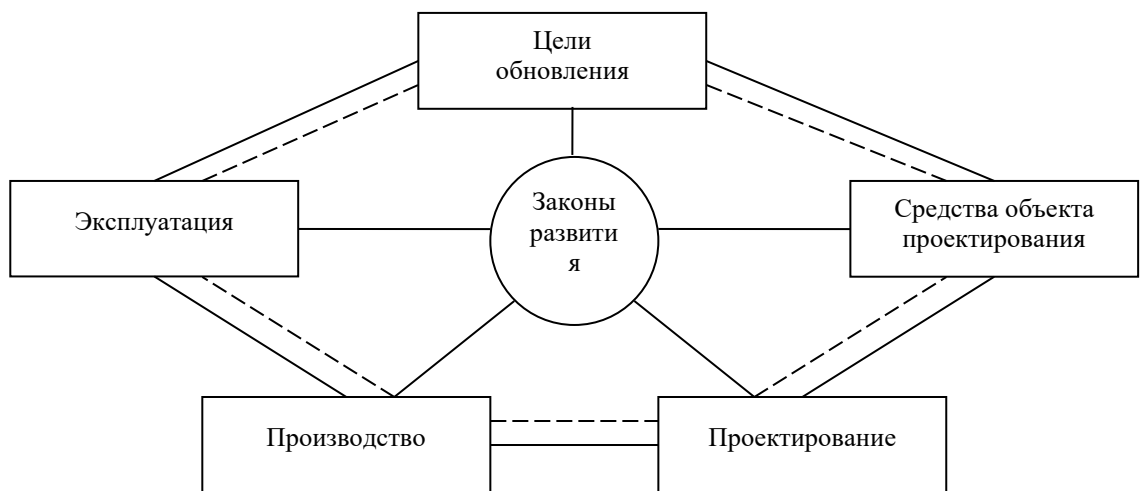 Цели
обновления
Эксплуатация
Законы
развити
я
Средства объекта
проектирования
Производство
Проектирование